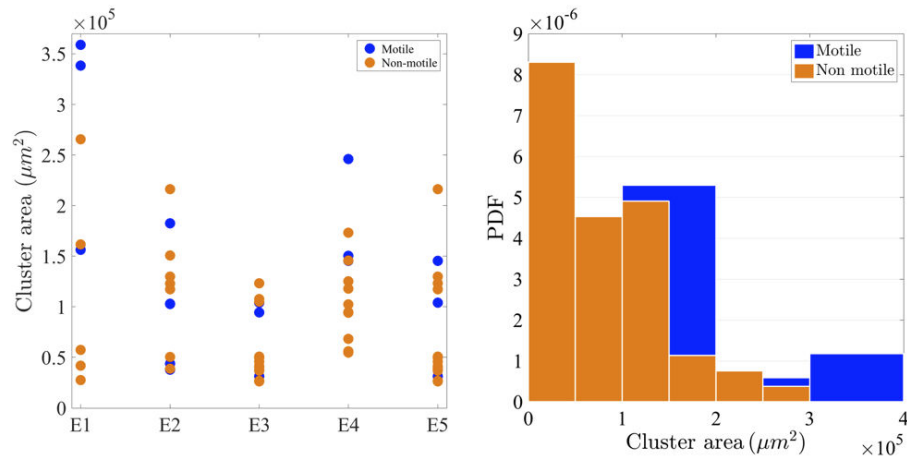 ×10^5
3.5
3
2.5
2
1.5
1
0.5
0
Cluster area (μm²)
E1 E2 E3 E4 E5
Motile
Non-motile
×10^-6
9
8
7
6
5
4
3
2
1
0
PDF
0 1 2 3 4
Cluster area (μm²)
×10^5
Motile
Non motile